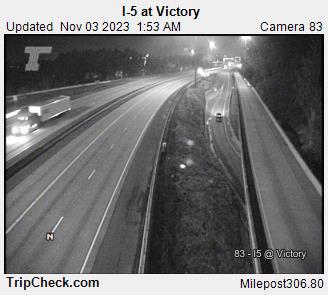 I-5 at Victory
Updated Nov 03 2023 1:53 AM Camera 83
T
N
83 - I5 @ Victory
TripCheck.com Milepost306.80